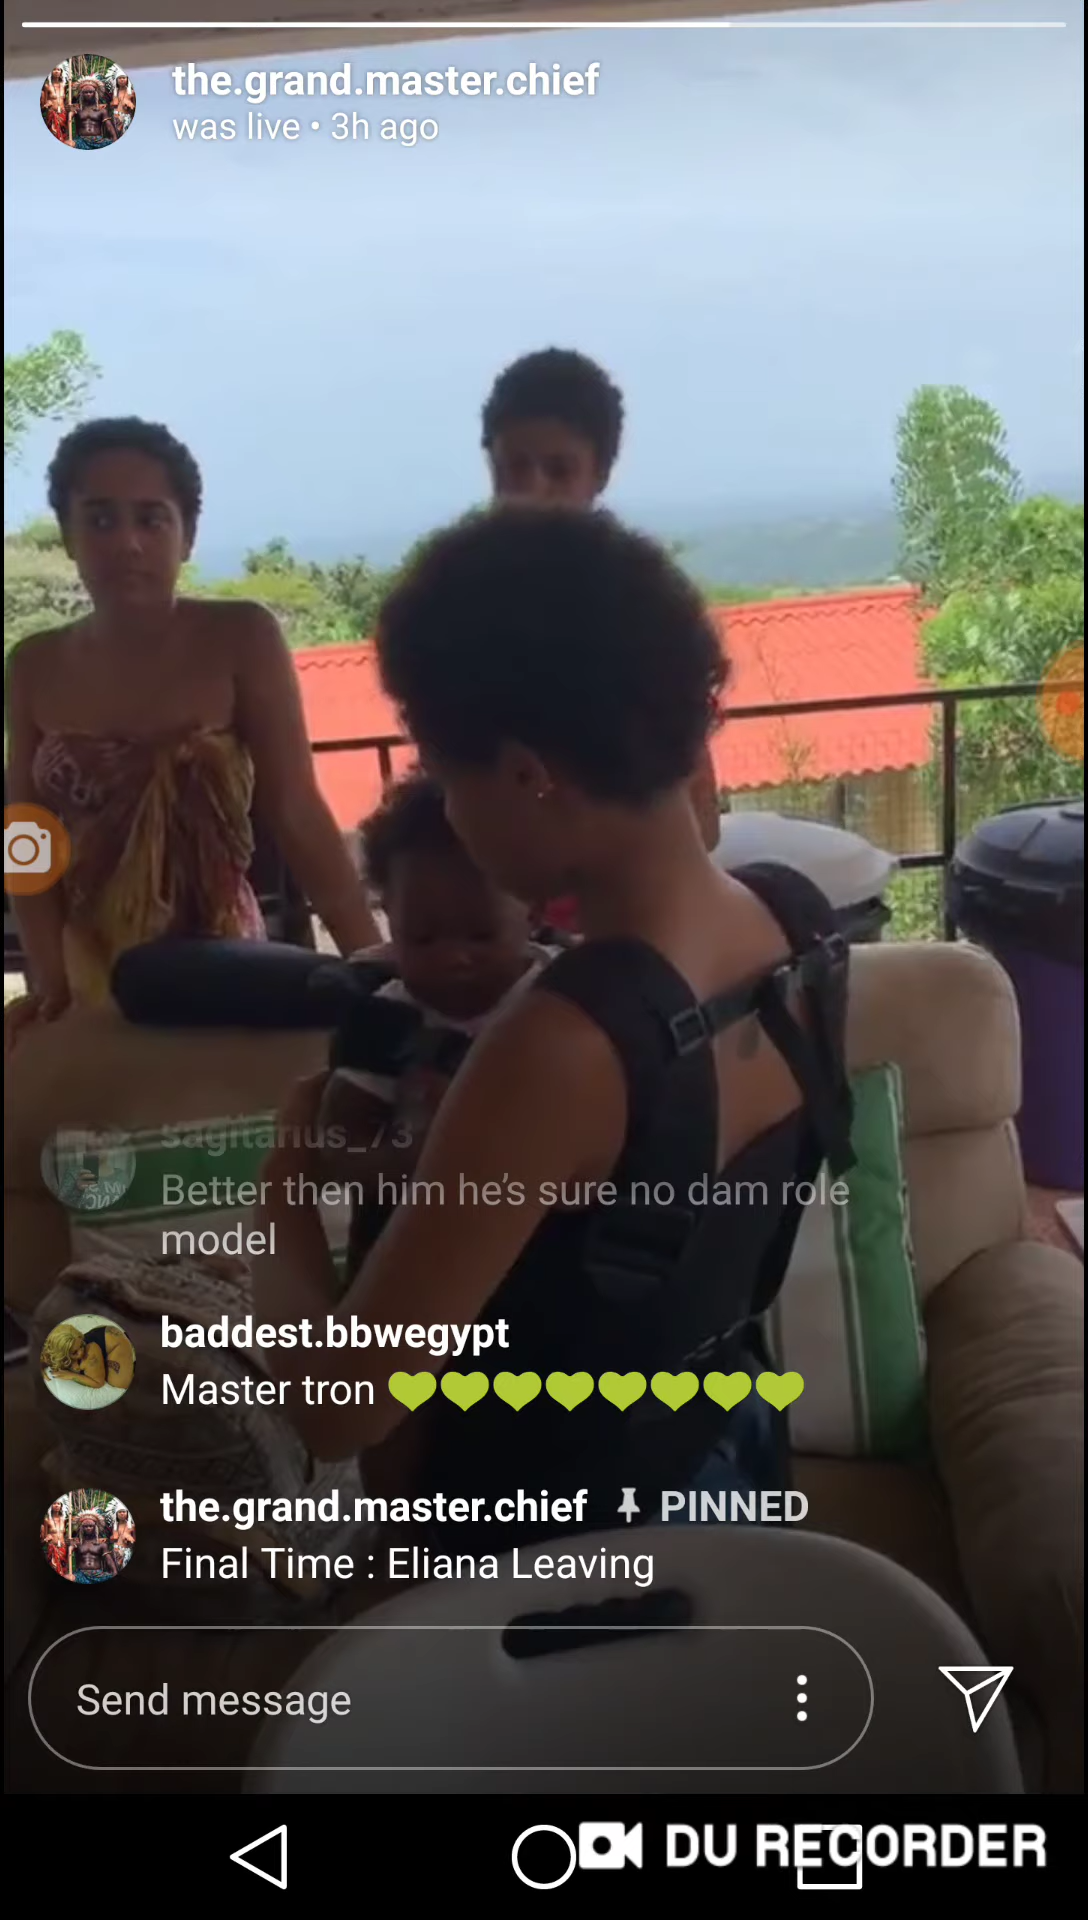 the.grand.master.chief
was live • 3h ago
sagitarius_73
Better then him he's sure no dam role
model
baddest.bbwegypt
Master tron 💚💚💚💚💚💚💚💚
the.grand.master.chief PINNED
Final Time : Eliana Leaving
Send message
DU RECORDER